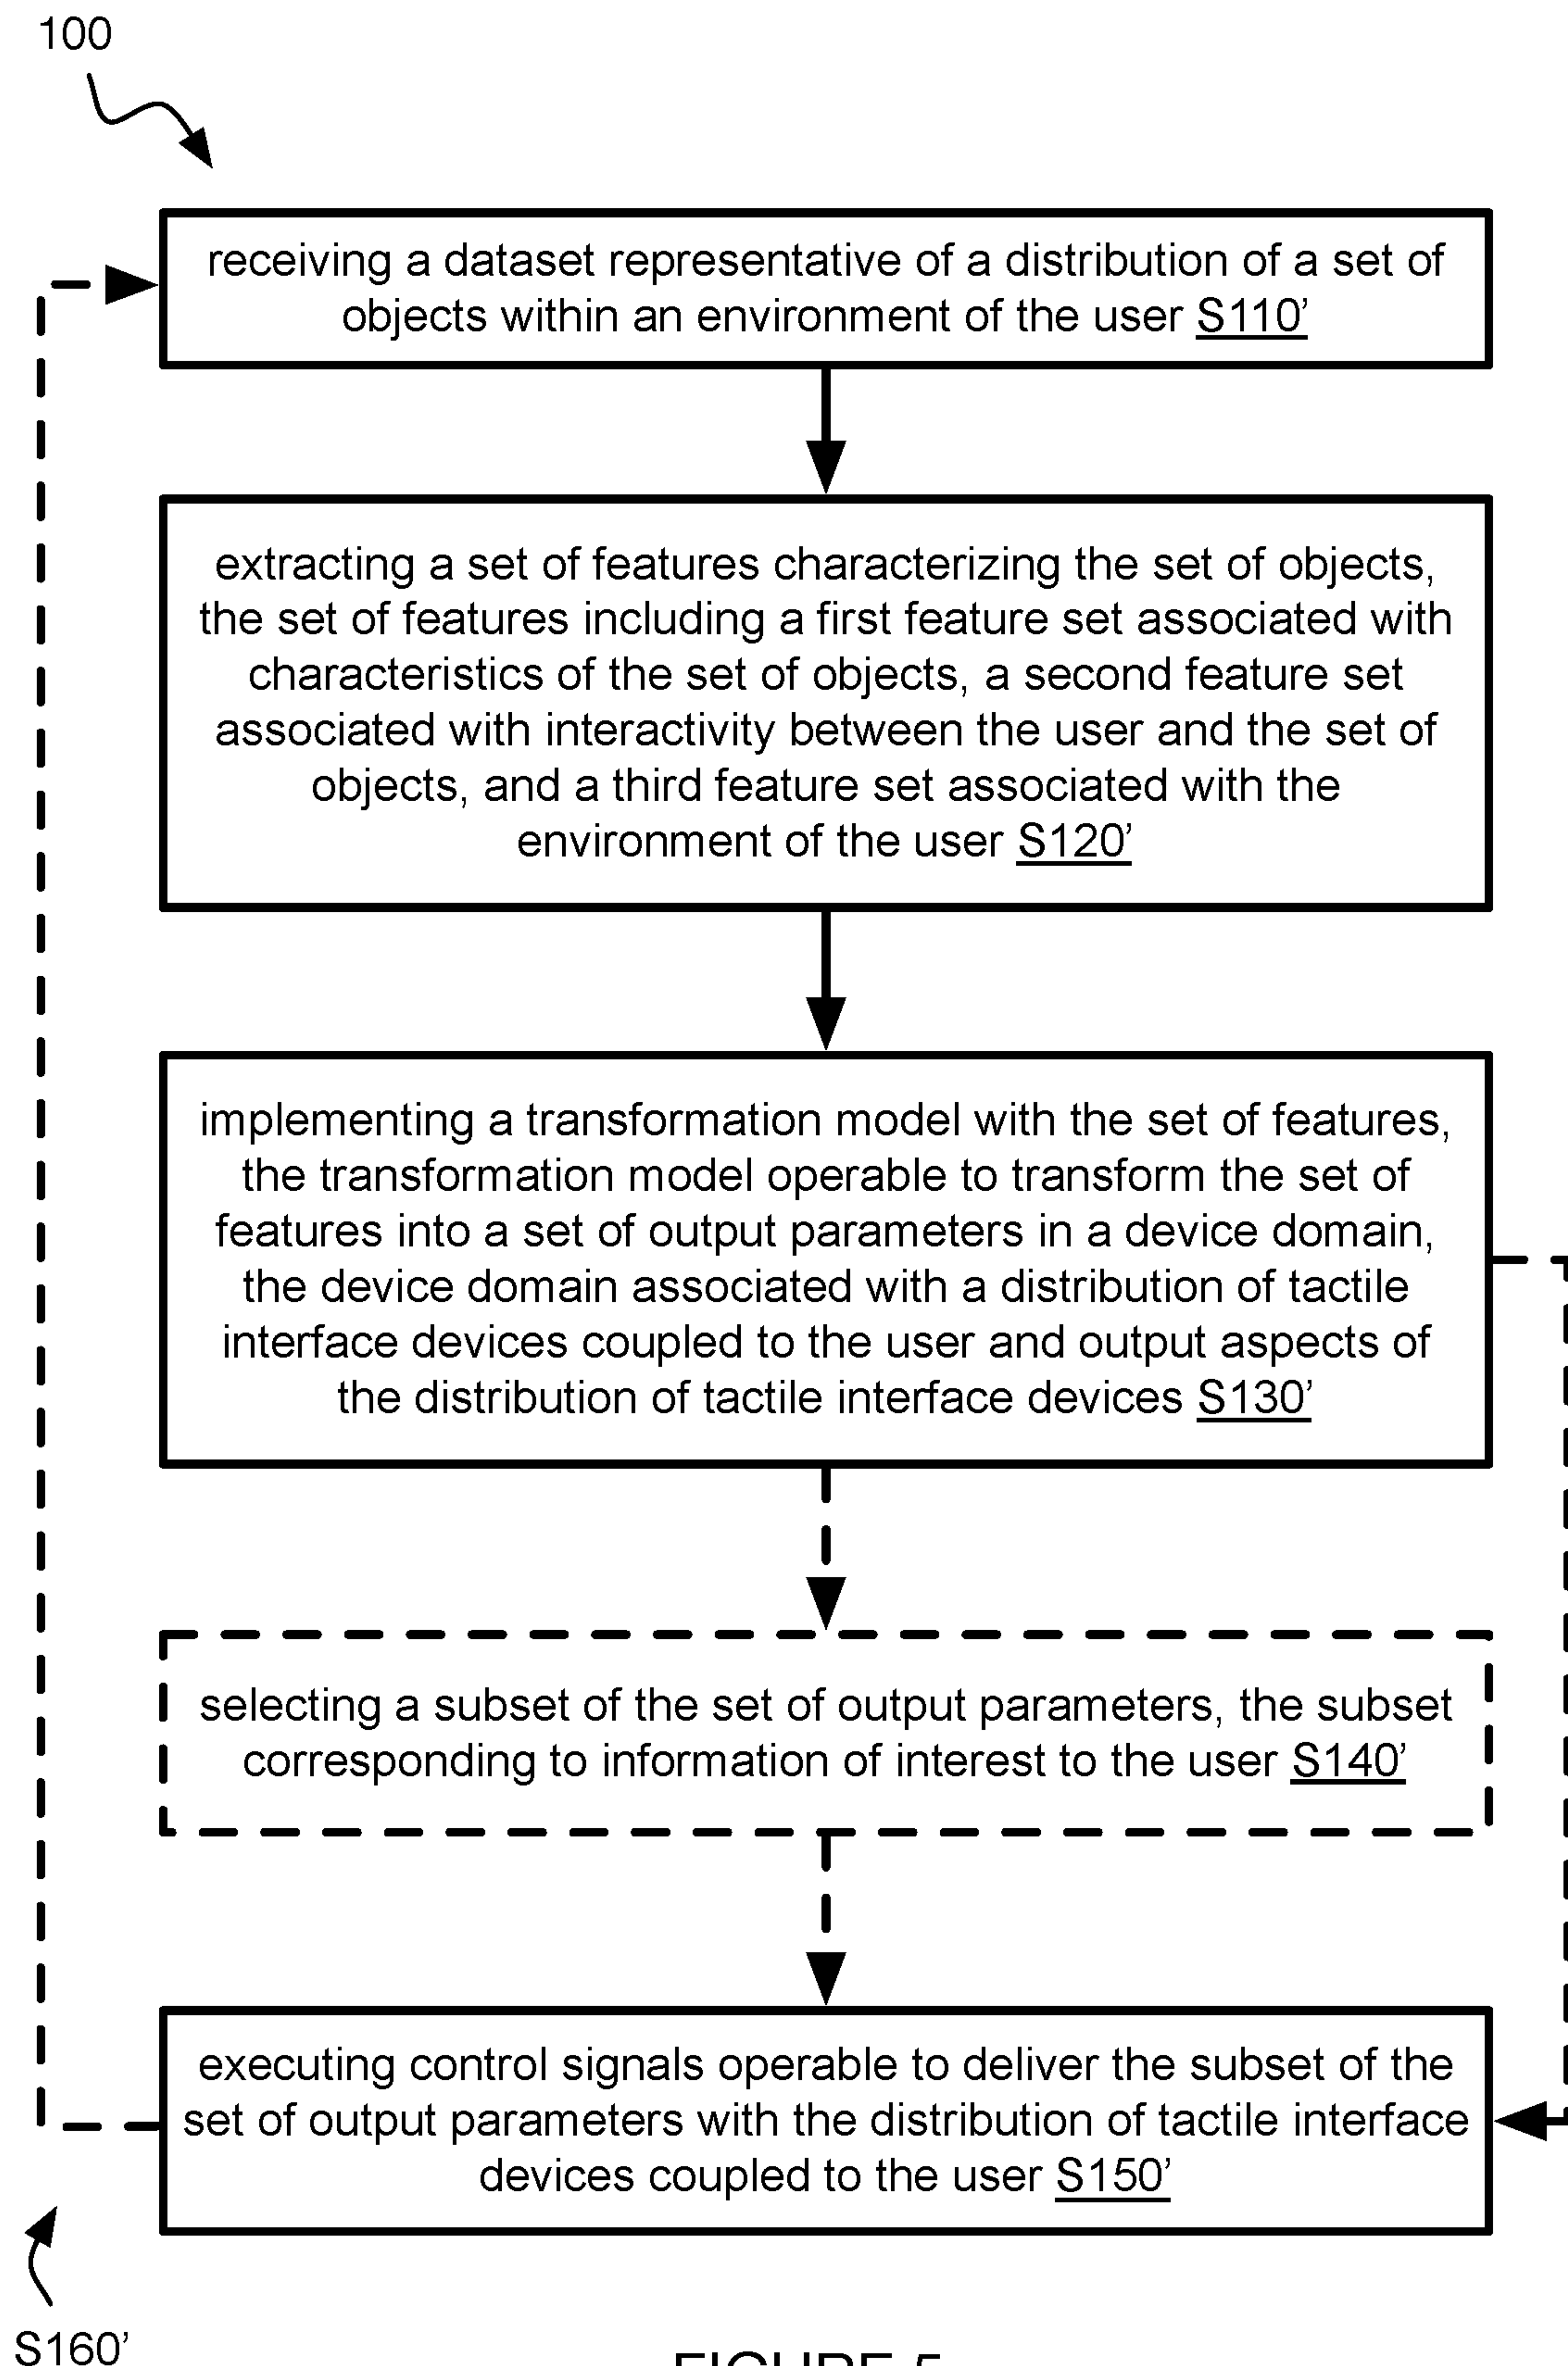 100
receiving a dataset representative of a distribution of a set of
objects within an environment of the user S110’
extracting a set of features characterizing the set of objects,
the set of features including a first feature set associated with
characteristics of the set of objects, a second feature set
associated with interactivity between the user and the set of
objects, and a third feature set associated with the
environment of the user S120’
implementing a transformation model with the set of features,
the transformation model operable to transform the set of
features into a set of output parameters in a device domain,
the device domain associated with a distribution of tactile
interface devices coupled to the user and output aspects of
the distribution of tactile interface devices S130’
selecting a subset of the set of output parameters, the subset
corresponding to information of interest to the user S140’
executing control signals operable to deliver the subset of the
set of output parameters with the distribution of tactile interface
devices coupled to the user S150’
S160’
FIGURE 5